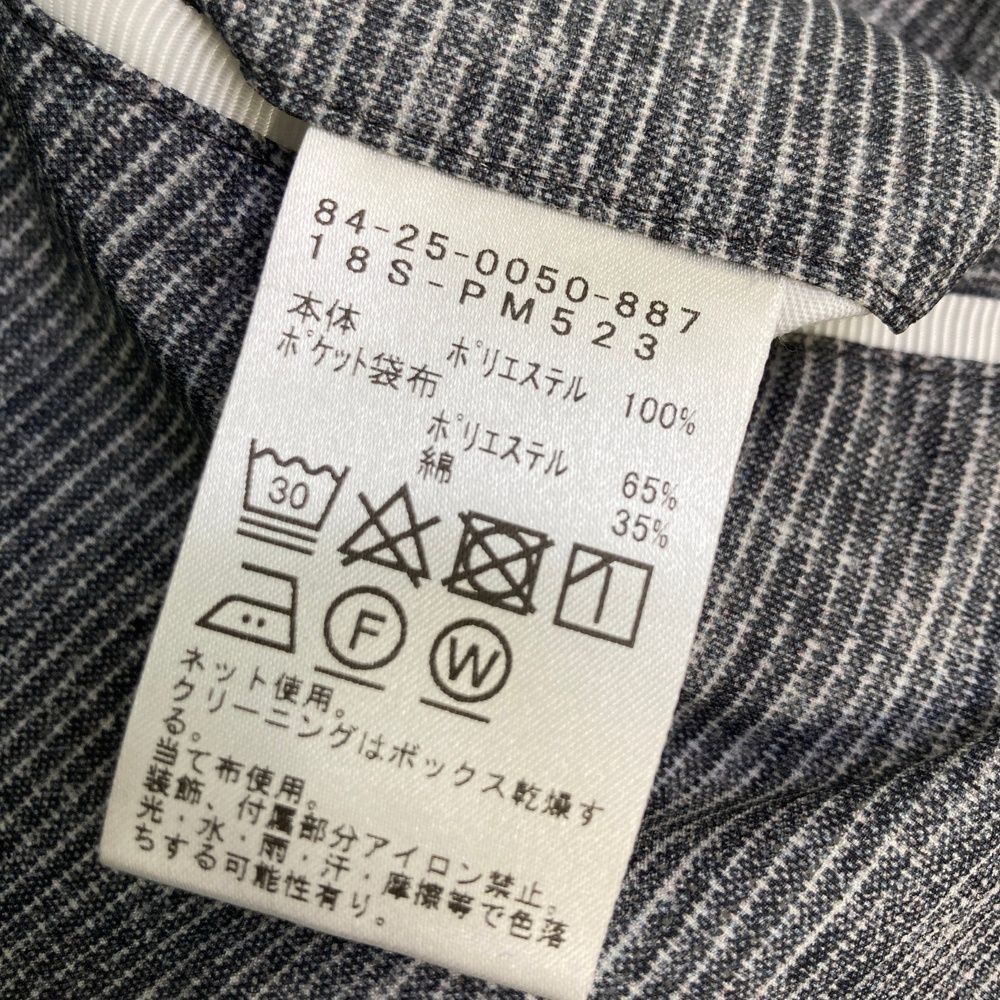 84-25-0050-887
18S-PM523
本体
ポリエステル 100%
ポケット袋布
ポリエステル 65%
綿 35%
30
F W
ネット使用。
クリーニングはボックス乾燥す
る。
当て布使用。
装飾、付属部分アイロン禁止。
光・水・雨・汗・摩擦等で色落
ちする可能性有り。